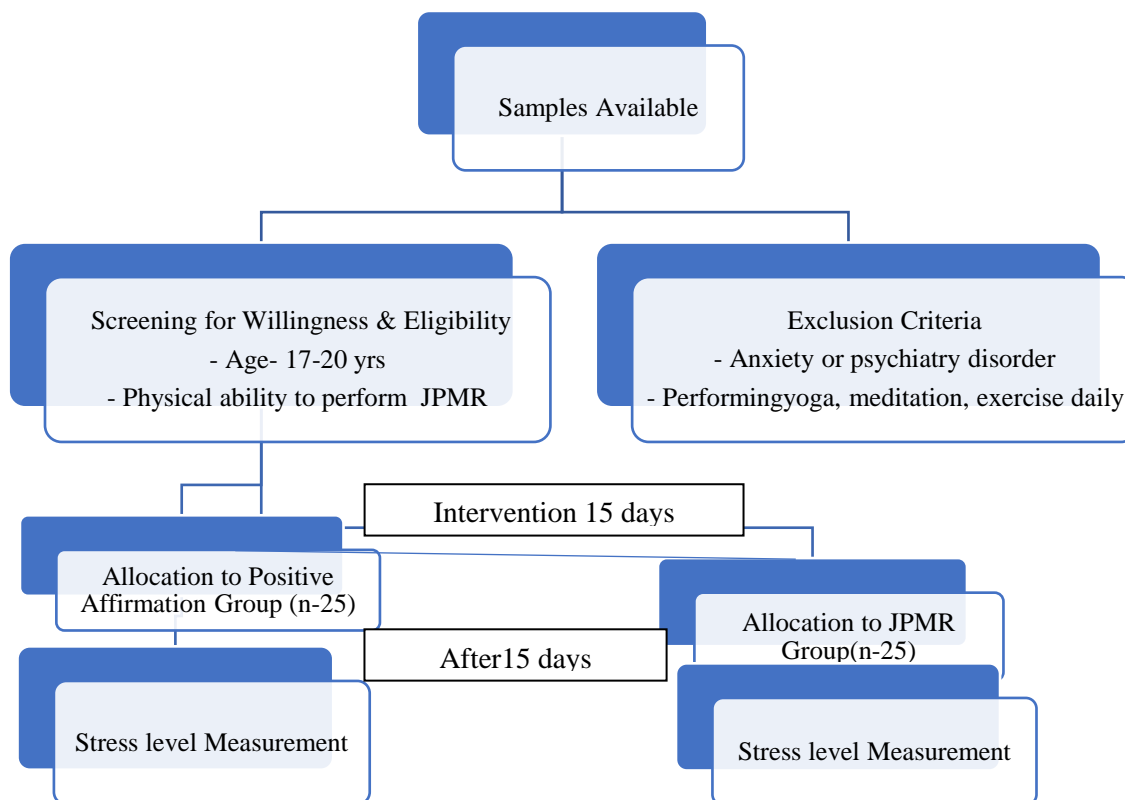 Samples Available
Screening for Willingness & Eligibility
- Age- 17-20 yrs
- Physical ability to perform JPMR
Exclusion Criteria
- Anxiety or psychiatry disorder
- Performingyoga, meditation, exercise daily
Intervention 15 days
Allocation to Positive
Affirmation Group (n-25)
Allocation to JPMR
Group(n-25)
After15 days
Stress level Measurement
Stress level Measurement